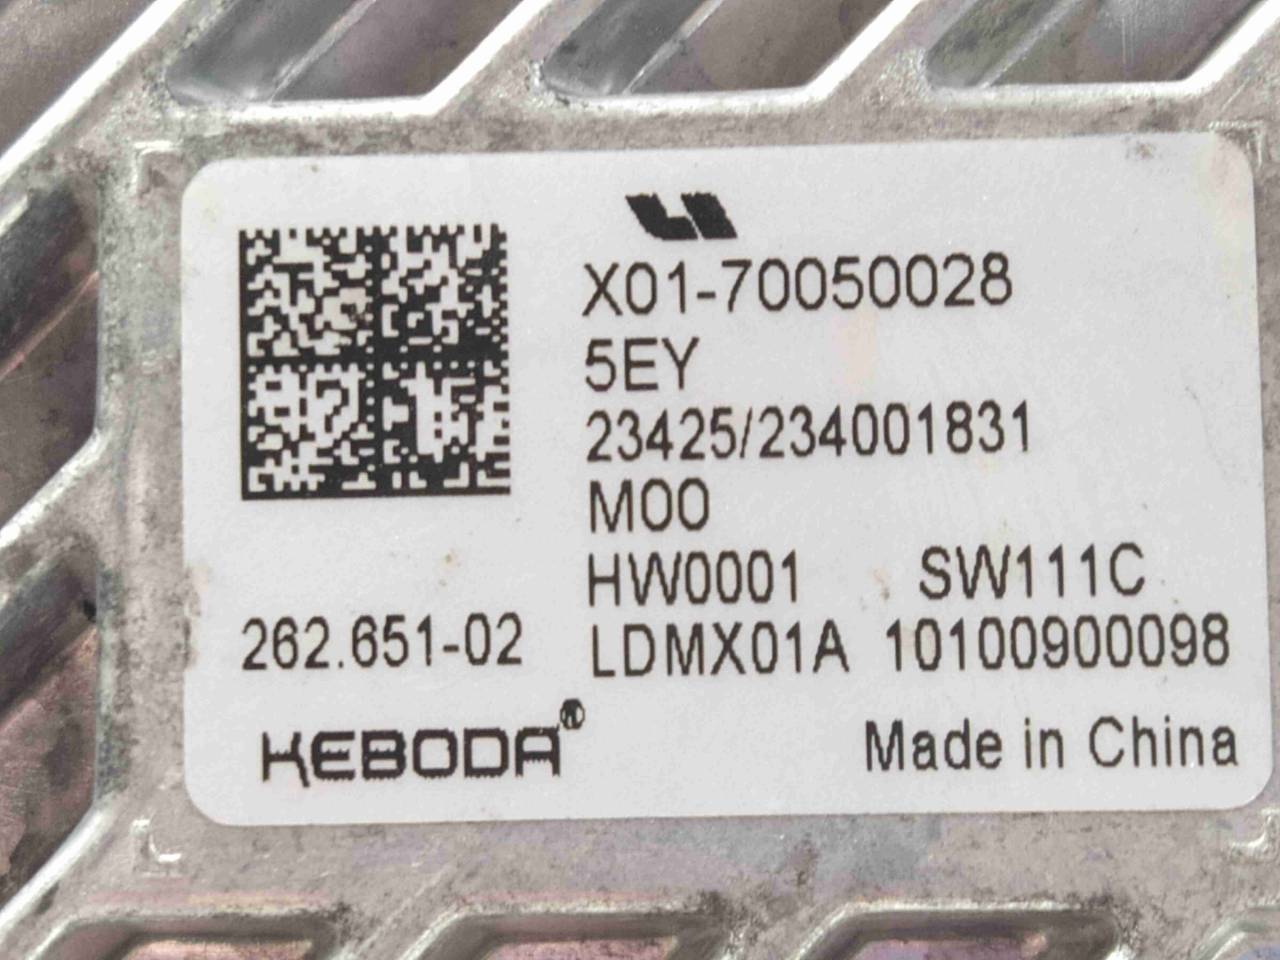 X01-70050028
5EY
23425/234001831
M00
HW0001 SW111C
262.651-02 LDMX01A 10100900098
KEBODA®
Made in China